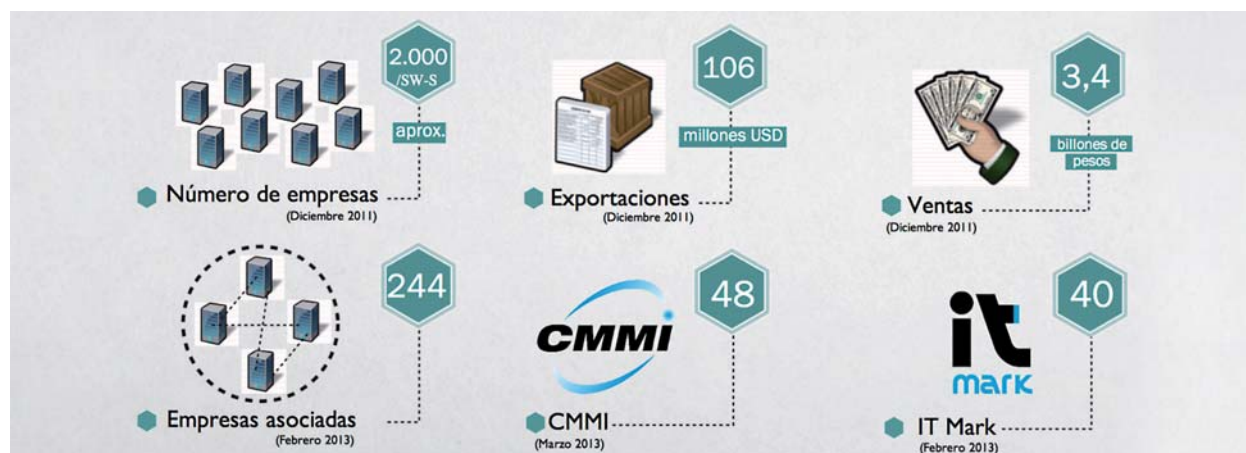 2.000
/SW-S
aprox.
Número de empresas
(Diciembre 2011)
106
millones USD
Exportaciones
(Diciembre 2011)
3,4
billones de
pesos
Ventas
(Diciembre 2011)
244
Empresas asociadas
(Febrero 2013)
CMMI
48
CMMI
(Marzo 2013)
it
mark
40
IT Mark
(Febrero 2013)